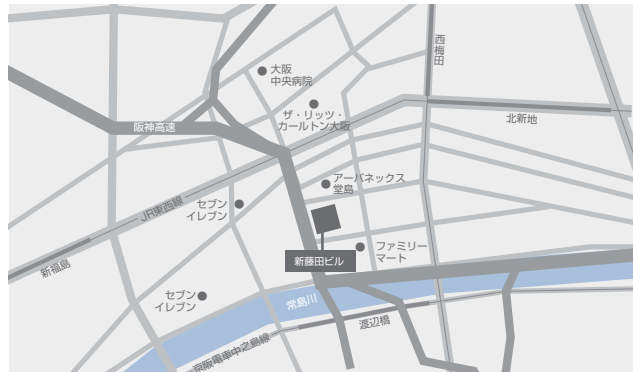 西梅田
大阪
中央病院
ザ・リッツ・
カールトン大阪
北新地
阪神高速
アーバネックス
堂島
JR東西線
セブン
イレブン
新藤田ビル
ファミリー
マート
新福島
セブン
イレブン
常島川
渡辺橋
京阪電車中之島線